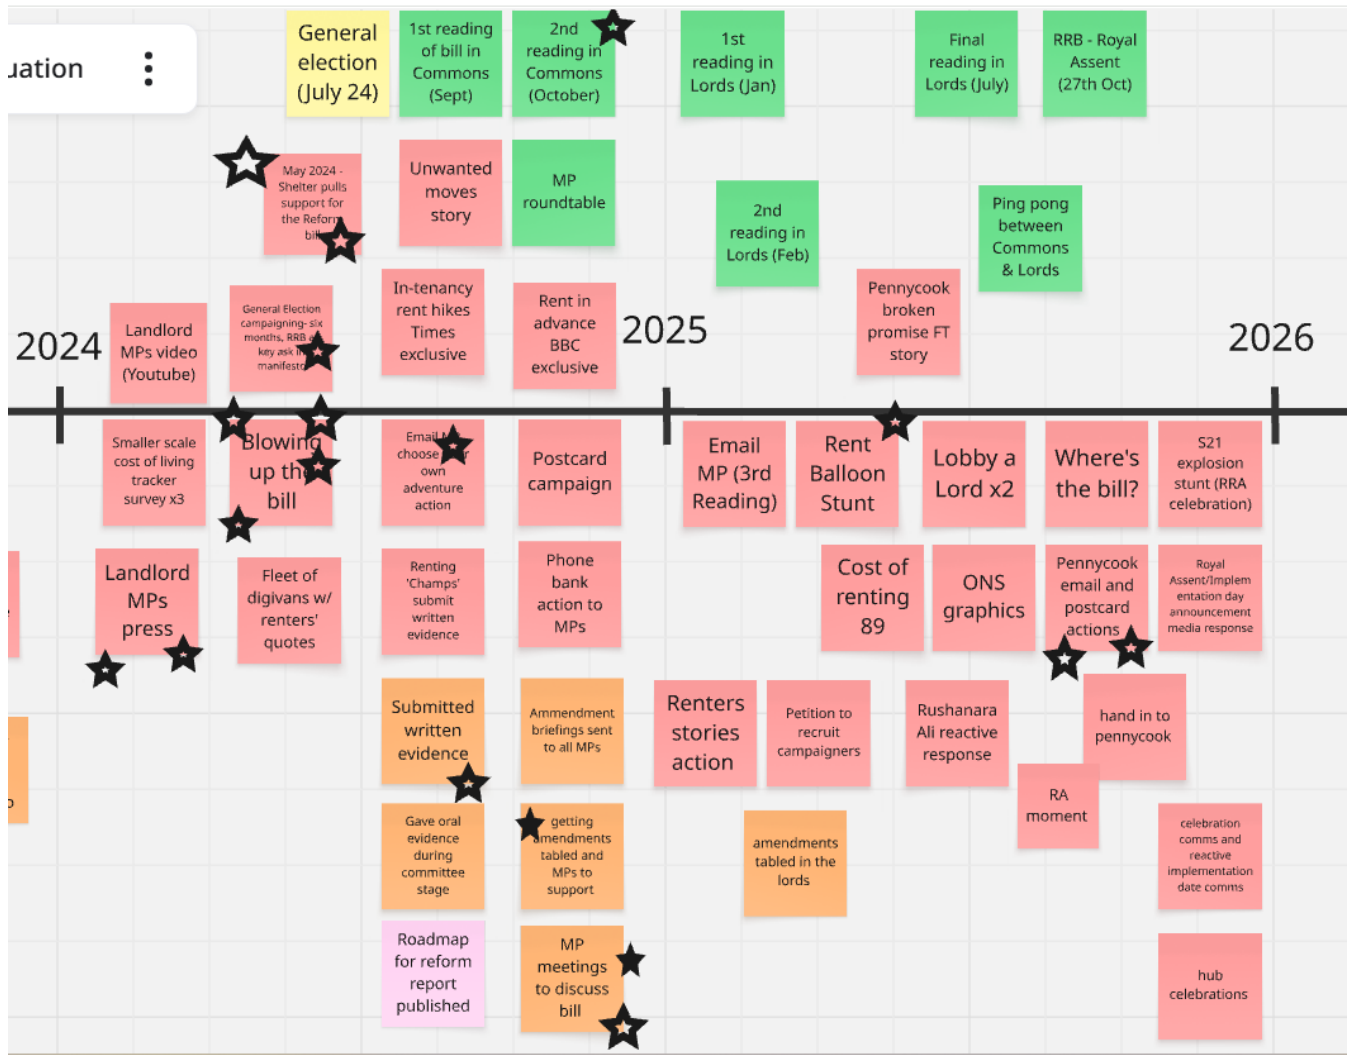 uation
General
election
(July 24)
1st reading
of bill in
Commons
(Sept)
2nd
reading in
Commons
(October)
1st
reading in
Lords (Jan)
Final
reading in
Lords (July)
RRB - Royal
Assent
(27th Oct)
May 2024 -
Shelter pulls
support for
the Reform
bill
Unwanted
moves
story
MP
roundtable
2nd
reading in
Lords (Feb)
Ping pong
between
Commons
& Lords
2024
Landlord
MPs video
(Youtube)
General Election
campaigning- six
months, RRB
key ask
manifesto
In-tenancy
rent hikes
Times
exclusive
Rent in
advance
BBC
exclusive
2025
Pennycook
broken
promise FT
story
2026
Smaller scale
cost of living
tracker
survey x3
Blowing
up the
bill
Email
choose
own
adventure
action
Postcard
campaign
Email
MP (3rd
Reading)
Rent
Balloon
Stunt
Lobby a
Lord x2
Where's
the bill?
S21
explosion
stunt (RRA
celebration)
Landlord
MPs
press
Fleet of
digivans w/
renters'
quotes
Renting
'Champs'
submit
written
evidence
Phone
bank
action to
MPs
Cost of
renting
89
ONS
graphics
Pennycook
email and
postcard
actions
Royal
Assent/Implem
entation day
announcement
media response
Submitted
written
evidence
Ammendment
briefings sent
to all MPs
Renters
stories
action
Petition to
recruit
campaigners
Rushanara
Ali reactive
response
hand in to
pennycook
RA
moment
Gave oral
evidence
during
committee
stage
getting
amendments
tabled and
MPs to
support
amendments
tabled in the
lords
celebration
comms and
reactive
implementation
date comms
Roadmap
for reform
report
published
MP
meetings
to discuss
bill
hub
celebrations